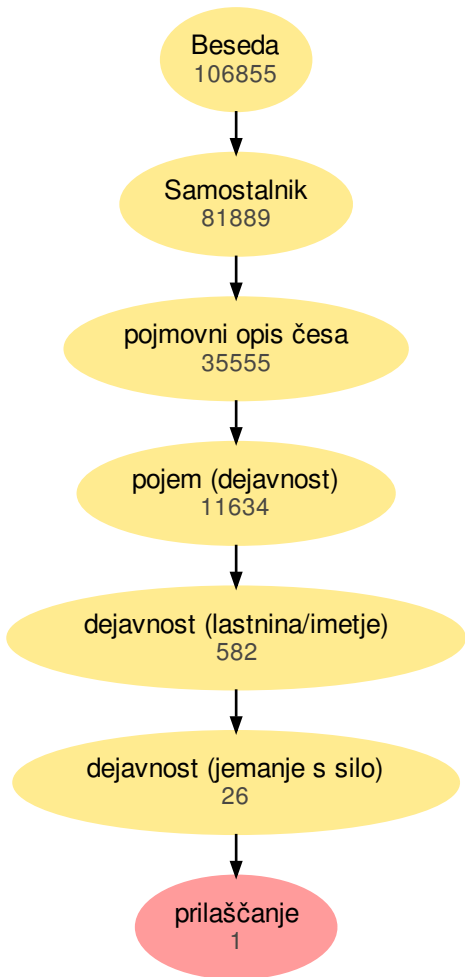 Beseda
106855
Samostalnik
81889
pojmovni opis česa
35555
pojem (dejavnost)
11634
dejavnost (lastnina/imetje)
582
dejavnost (jemanje s silo)
26
prilaščanje
1